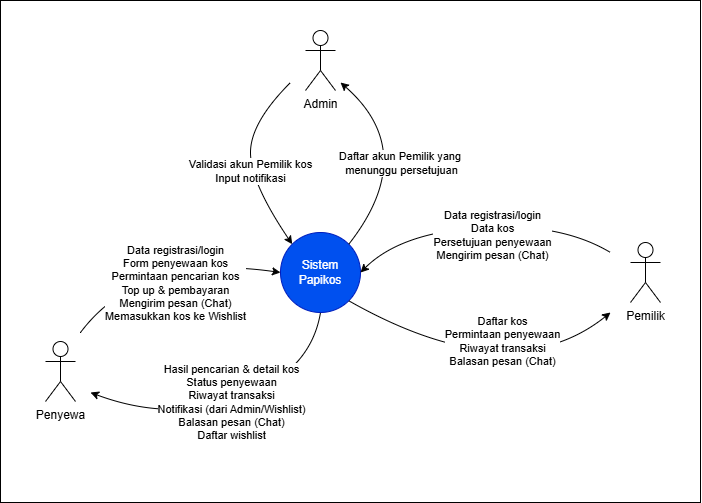 Admin
Validasi akun Pemilik kos
Input notifikasi
Daftar akun Pemilik yang
menunggu persetujuan
Data registrasi/login
Data kos
Persetujuan penyewaan
Mengirim pesan (Chat)
Data registrasi/login
Form penyewaan kos
Permintaan pencarian kos
Top up & pembayaran
Mengirim pesan (Chat)
Memasukkan kos ke Wishlist
Sistem
Papikos
Pemilik
Daftar kos
Permintaan penyewaan
Riwayat transaksi
Balasan pesan (Chat)
Penyewa
Hasil pencarian & detail kos
Status penyewaan
Riwayat transaksi
Notifikasi (dari Admin/Wishlist)
Balasan pesan (Chat)
Daftar wishlist